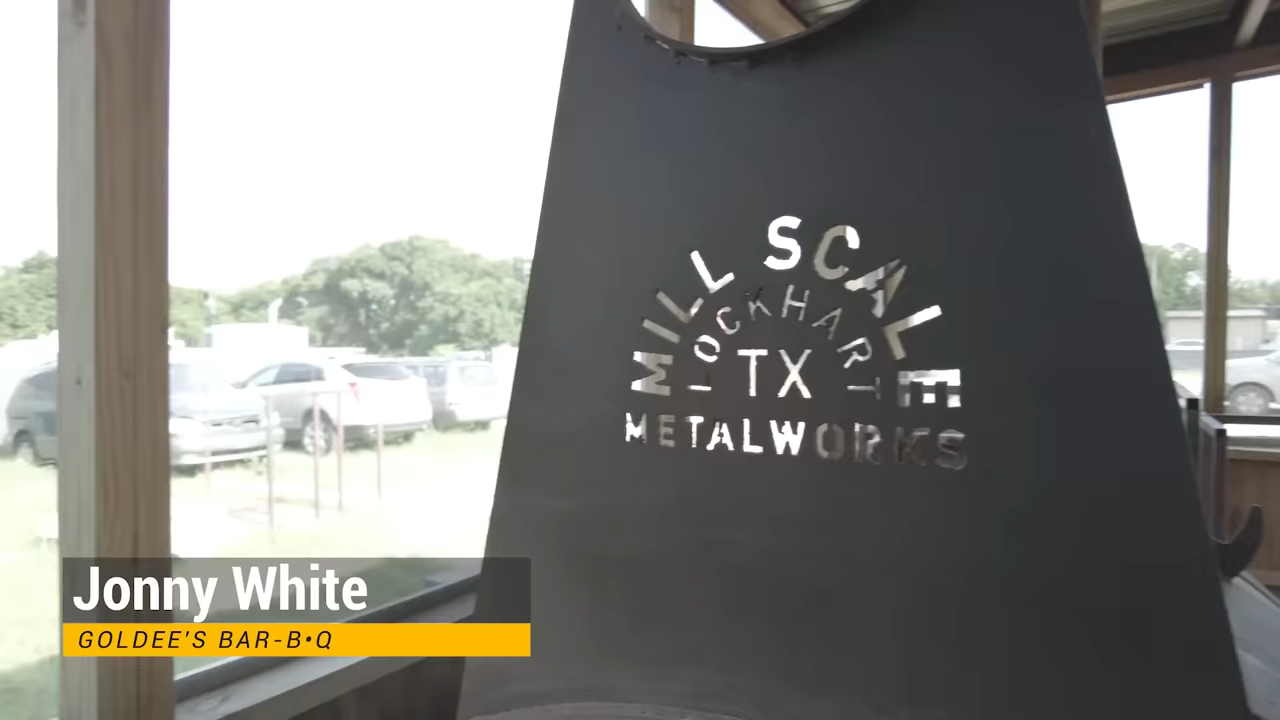 MILL SCALE
LOCKHART
TX
METALWORKS
Jonny White
GOLDEE'S BAR-B•Q